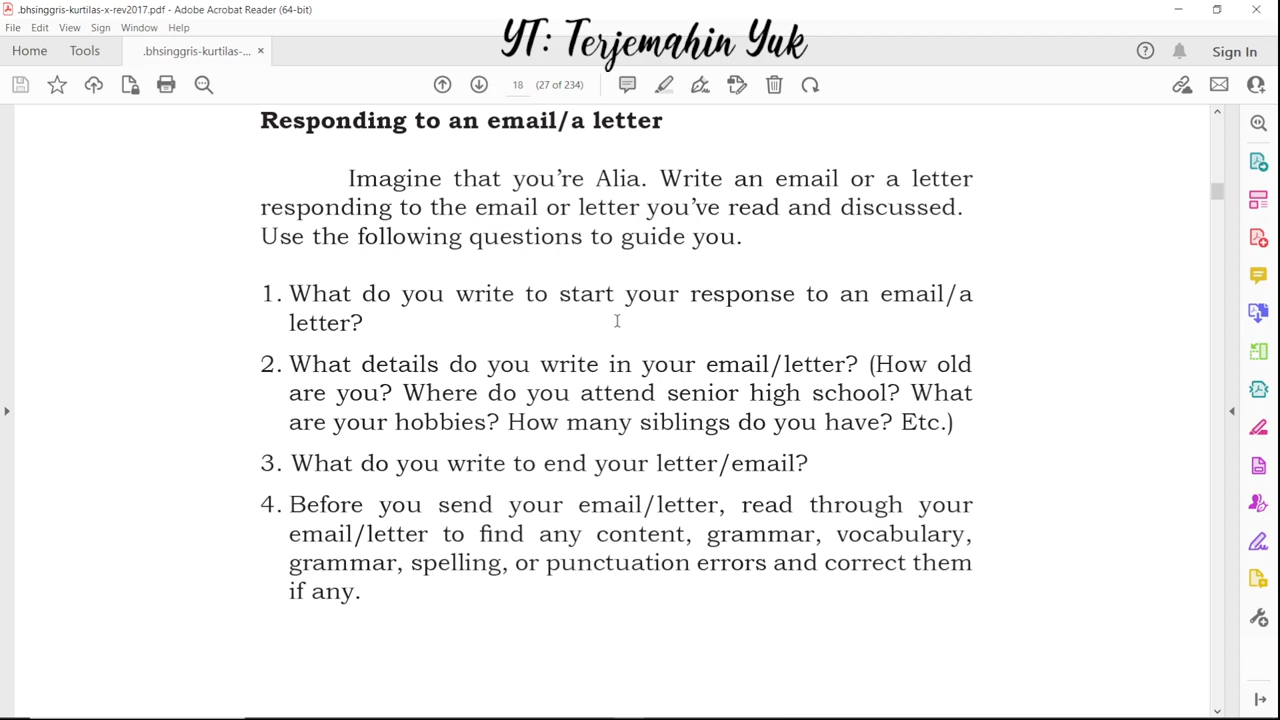 .bhsinggris-kurtilas-x-rev2017.pdf - Adobe Acrobat Reader (64-bit)
File Edit View Sign Window Help
YT: Terjemahin Yuk
Home Tools .bhsinggris-kurtilas-... × Sign In
18 (27 of 234)
Responding to an email/a letter
Imagine that you're Alia. Write an email or a letter
responding to the email or letter you've read and discussed.
Use the following questions to guide you.
1. What do you write to start your response to an email/a
letter?
2. What details do you write in your email/letter? (How old
are you? Where do you attend senior high school? What
are your hobbies? How many siblings do you have? Etc.)
3. What do you write to end your letter/email?
4. Before you send your email/letter, read through your
email/letter to find any content, grammar, vocabulary,
grammar, spelling, or punctuation errors and correct them
if any.